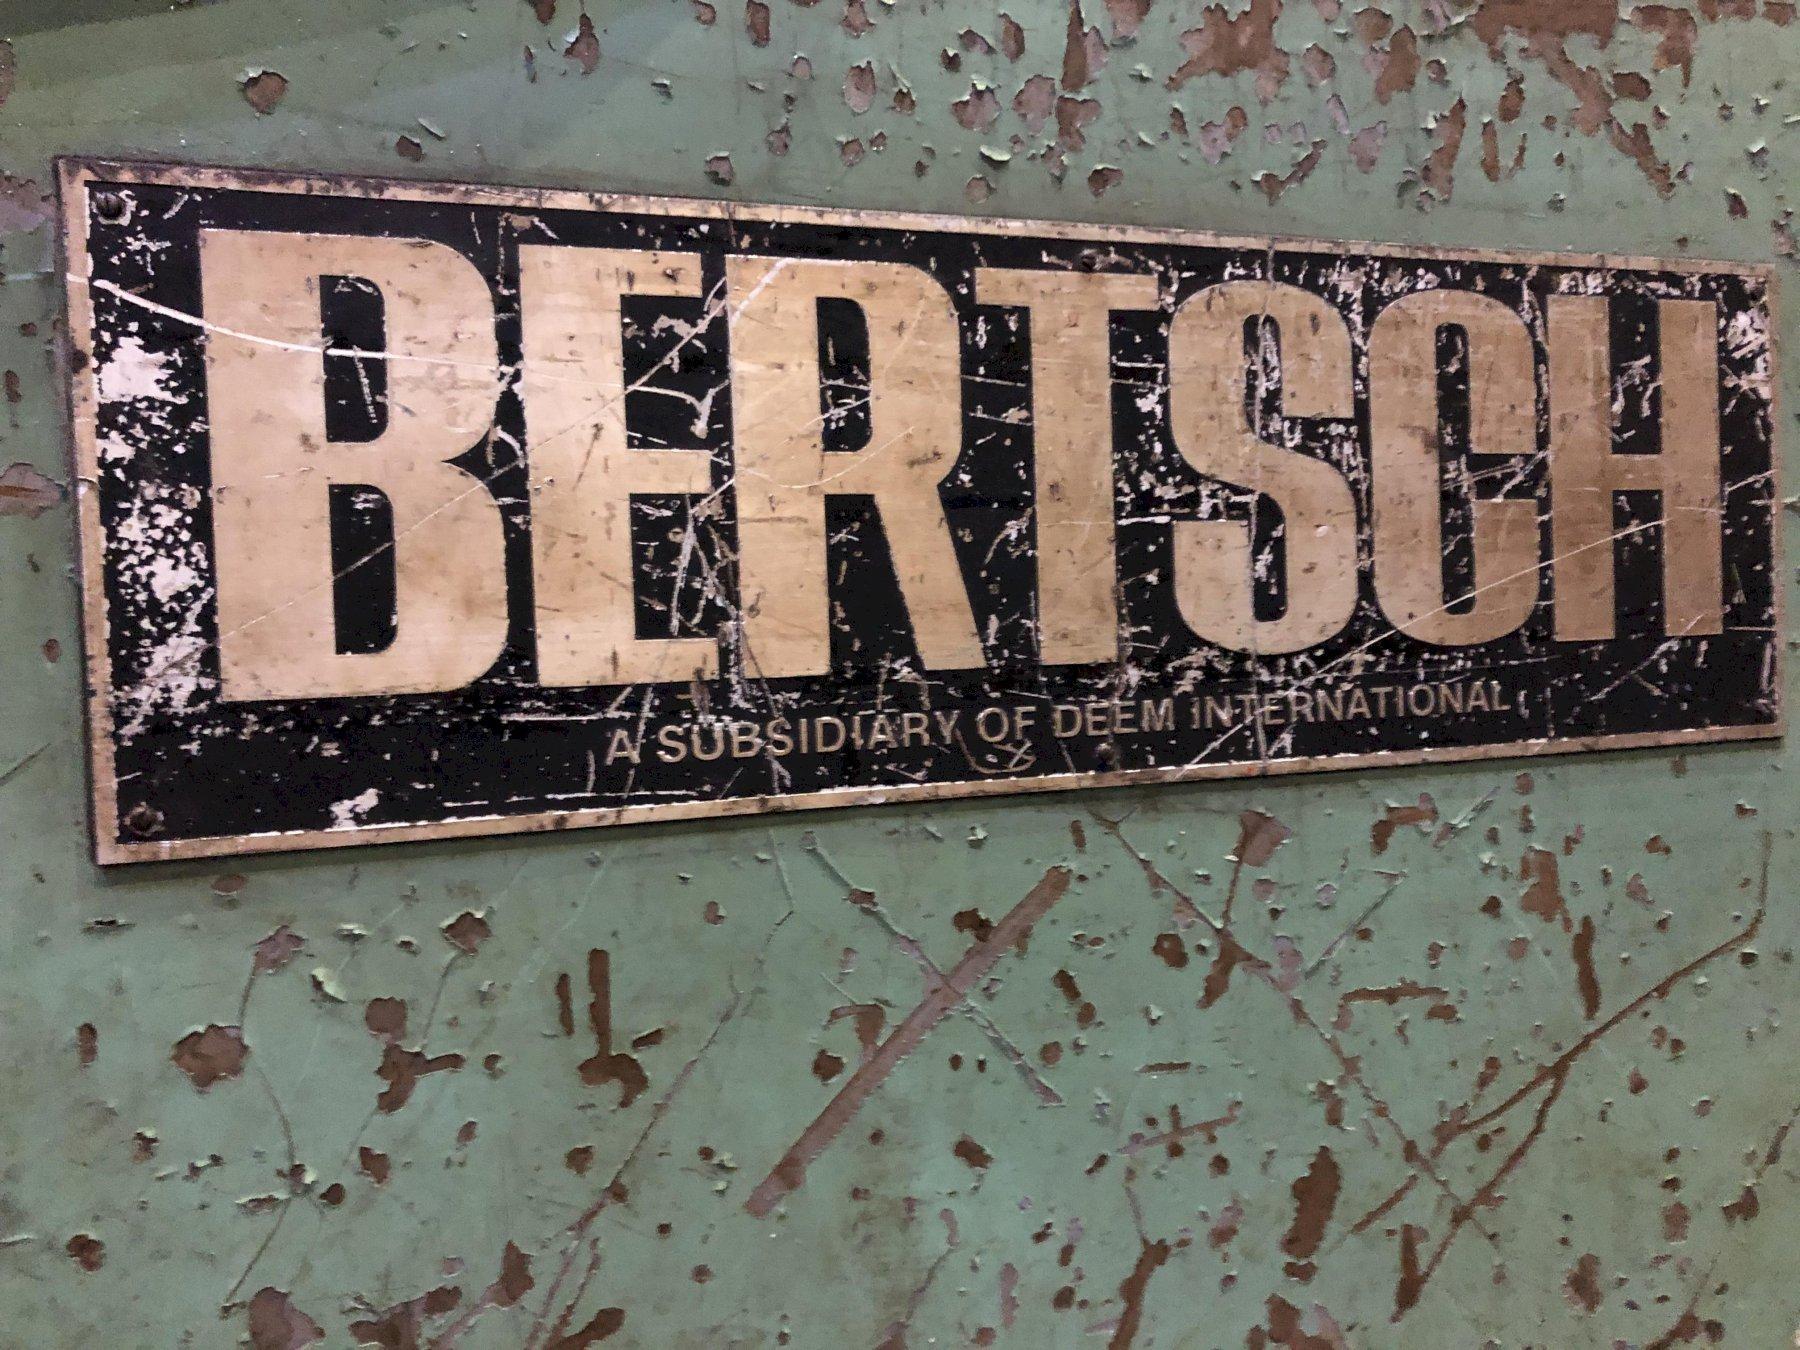 BERTSCH
A SUBSIDIARY OF DEEM INTERNATIONAL